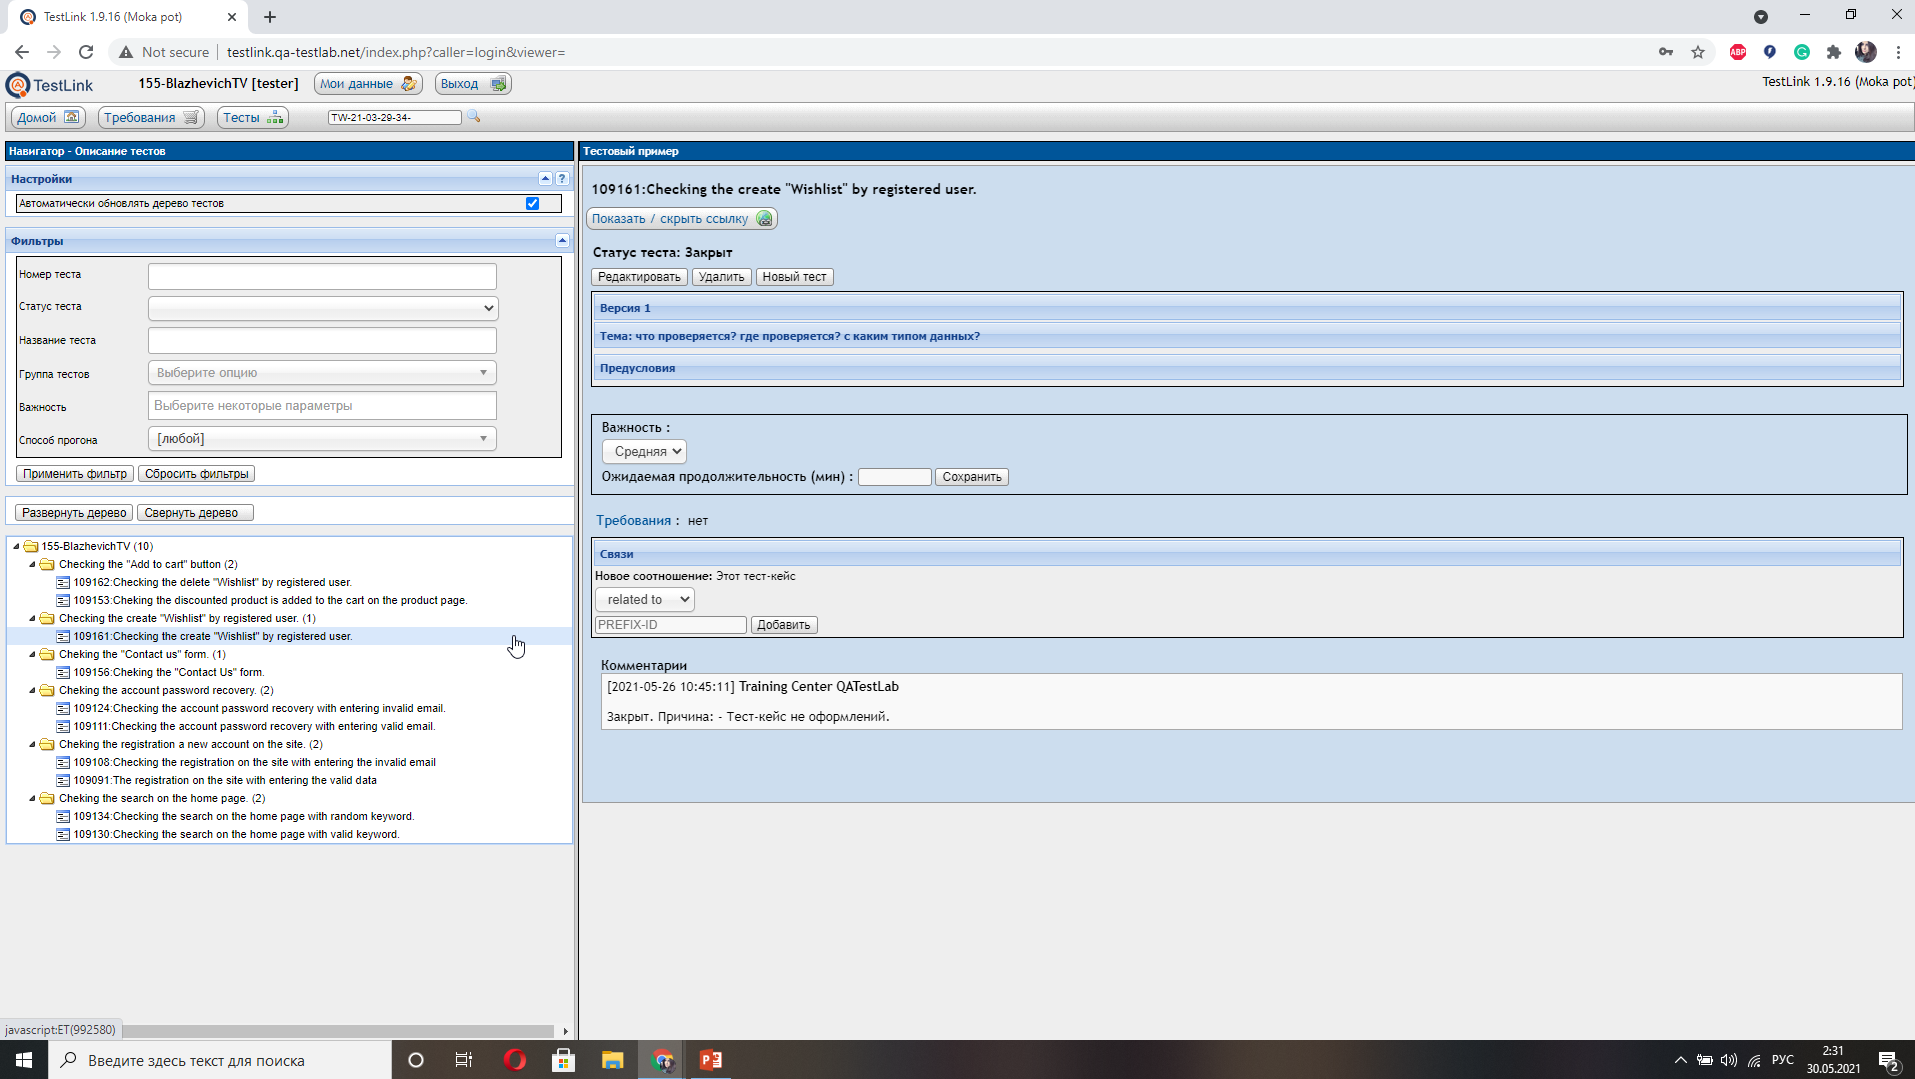 TestLink 1.9.16 (Moka pot)
Not secure
testlink.qa-testlab.net/index.php?caller=login&viewer=
ABP
TestLink
155-BlazhevichTV [tester]
Мои данные
Выход
TestLink 1.9.16 (Moka pot)
Домой
Требования
Тесты
TW-21-03-29-34-
Навигатор - Описание тестов
Настройки
?
Автоматически обновлять дерево тестов
Фильтры
Номер теста
Статус теста
Название теста
Группа тестов
Выберите опцию
Важность
Выберите некоторые параметры
Способ прогона
[любой]
Применить фильтр
Сбросить фильтры
Развернуть дерево
Свернуть дерево
155-BlazhevichTV (10)
Checking the "Add to cart" button (2)
109162:Checking the delete "Wishlist" by registered user.
109153:Cheking the discounted product is added to the cart on the product page.
Checking the create "Wishlist" by registered user. (1)
109161:Checking the create "Wishlist" by registered user.
Cheking the "Contact us" form. (1)
109156:Cheking the "Contact Us" form.
Cheking the account password recovery. (2)
109124:Checking the account password recovery with entering invalid email.
109111:Checking the account password recovery with entering valid email.
Cheking the registration a new account on the site. (2)
109108:Checking the registration on the site with entering the invalid email
109091:The registration on the site with entering the valid data
Cheking the search on the home page. (2)
109134:Checking the search on the home page with random keyword.
109130:Checking the search on the home page with valid keyword.
Тестовый пример
109161:Checking the create "Wishlist" by registered user.
Показать / скрыть ссылку
Статус теста: Закрыт
Редактировать
Удалить
Новый тест
Версия 1
Тема: что проверяется? где проверяется? с каким типом данных?
Предусловия
Важность :
Средняя
Ожидаемая продолжительность (мин) :
Сохранить
Требования : нет
Связи
Новое соотношение: Этот тест-кейс
related to
PREFIX-ID
Добавить
Комментарии
[2021-05-26 10:45:11] Training Center QATestLab
Закрыт. Причина: - Тест-кейс не оформлений.
javascript:ET(992580)
Введите здесь текст для поиска
РУС
2:31
30.05.2021
2